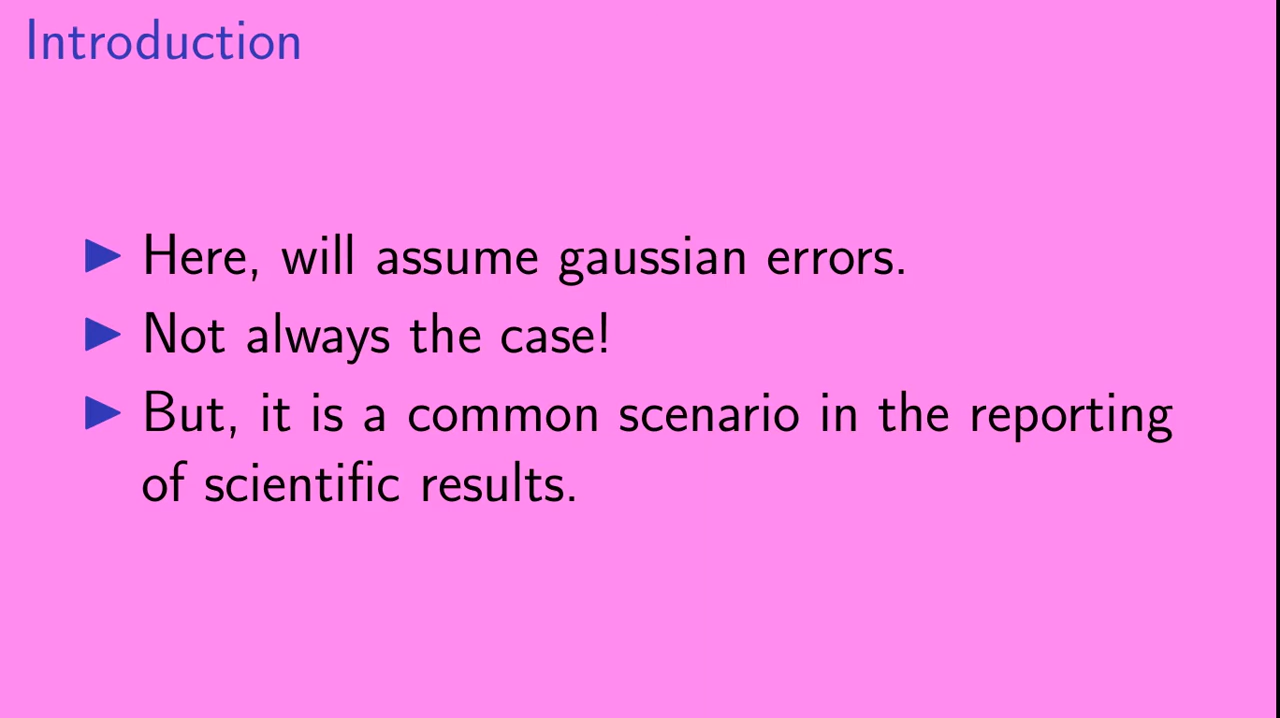 Introduction
Here, will assume gaussian errors.
Not always the case!
But, it is a common scenario in the reporting
of scientific results.